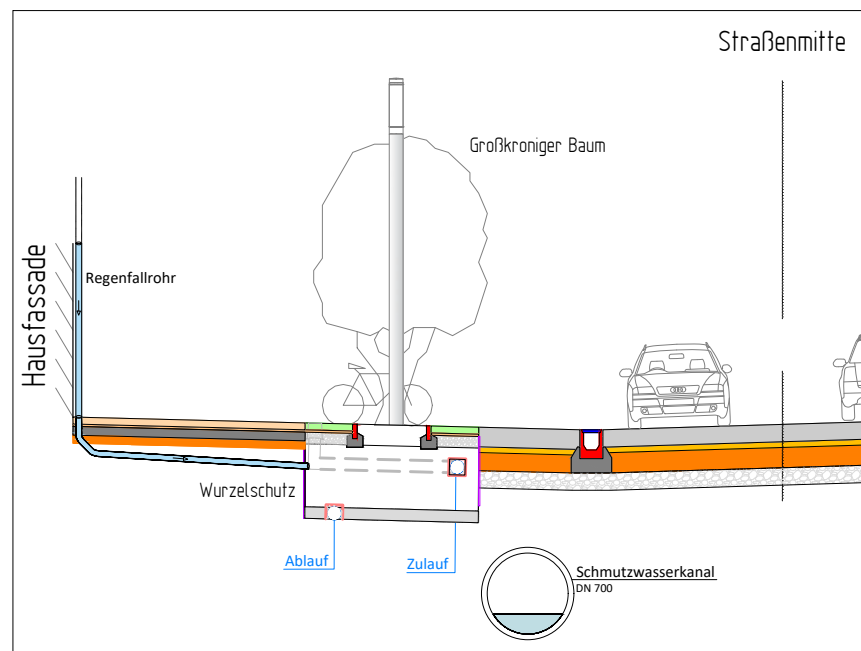 Straßenmitte
Großkroniger Baum
Hausfassade
Regenfallrohr
Wurzelschutz
Ablauf
Zulauf
Schmutzwasserkanal
DN 700